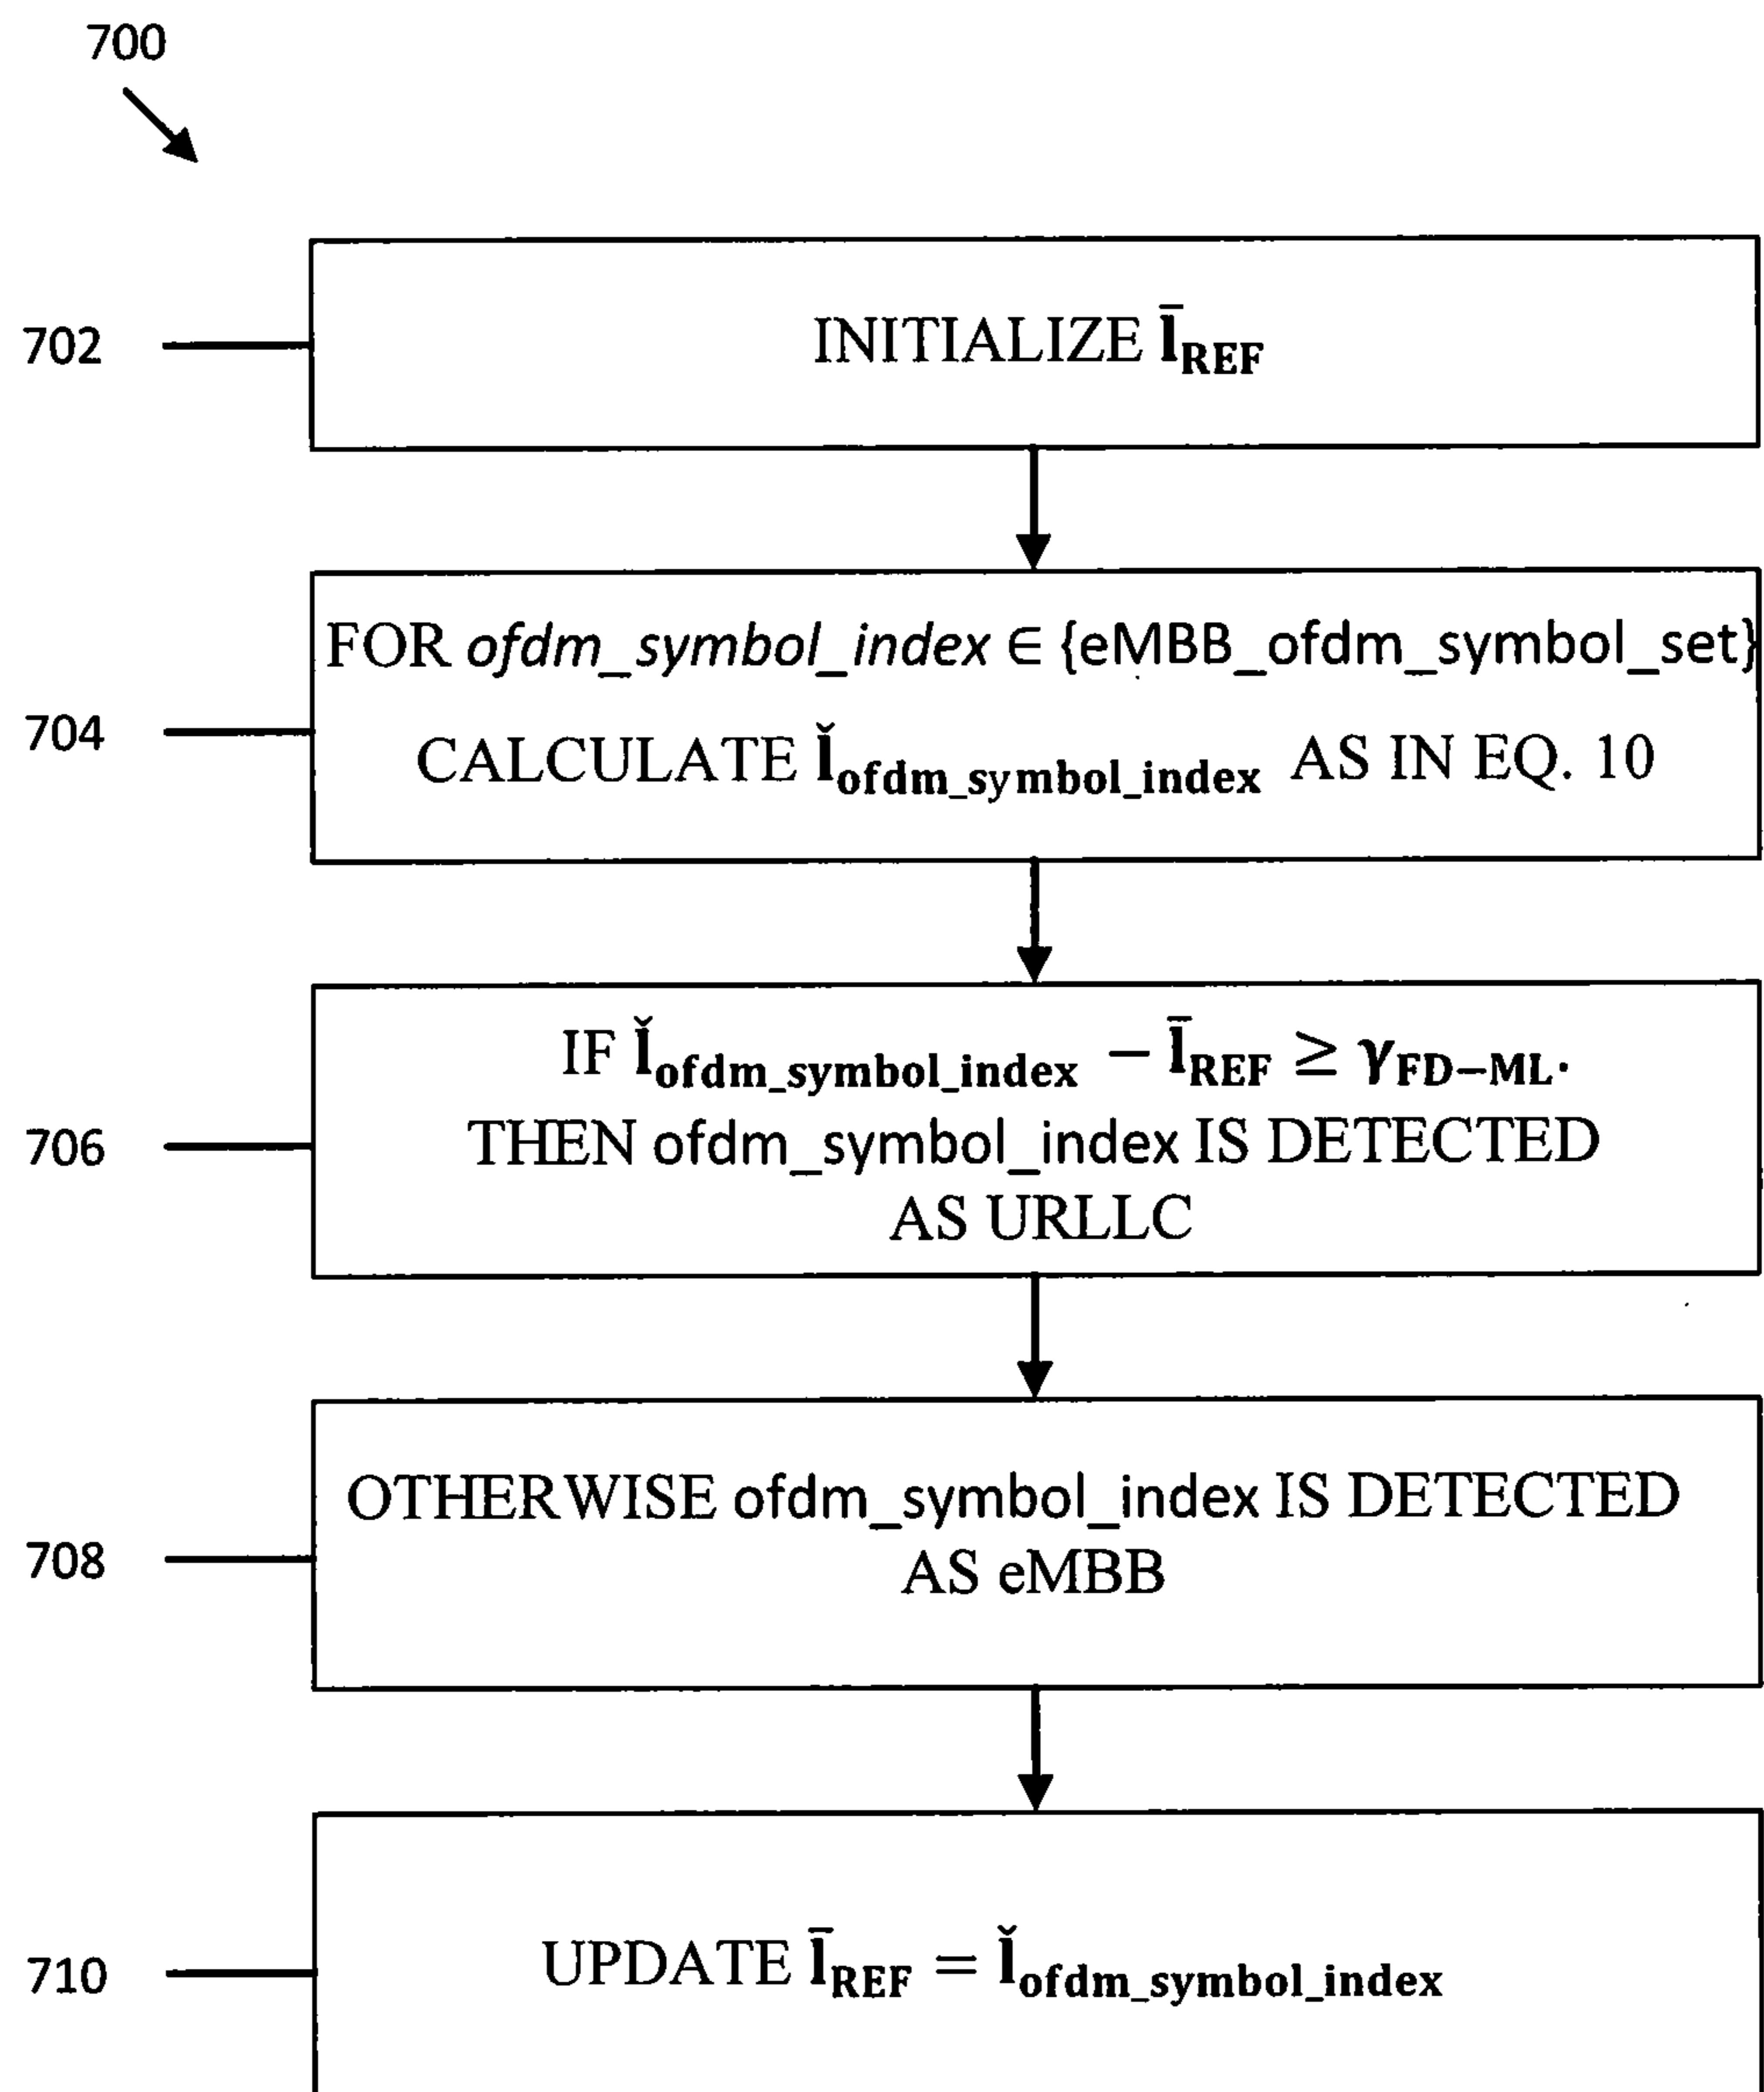 700
702
INITIALIZE Ī_REF
704
FOR ofdm_symbol_index ∈ {eMBB_ofdm_symbol_set}
CALCULATE Ǐ_ofdm_symbol_index AS IN EQ. 10
706
IF Ǐ_ofdm_symbol_index − Ī_REF ≥ γ_FD−ML.
THEN ofdm_symbol_index IS DETECTED
AS URLLC
708
OTHERWISE ofdm_symbol_index IS DETECTED
AS eMBB
710
UPDATE Ī_REF = Ǐ_ofdm_symbol_index